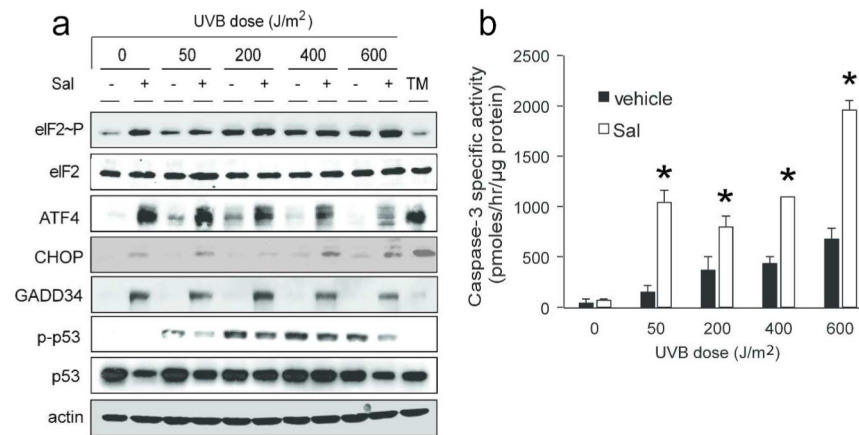 a
UVB dose (J/m²)
0 50 200 400 600
Sal - + - + - + - + - + TM
eIF2~P
eIF2
ATF4
CHOP
GADD34
p-p53
p53
actin
b
Caspase-3 specific activity
(pmoles/hr/µg protein)
2500
2000
1500
1000
500
0
vehicle
Sal
*
*
*
*
0 50 200 400 600
UVB dose (J/m²)